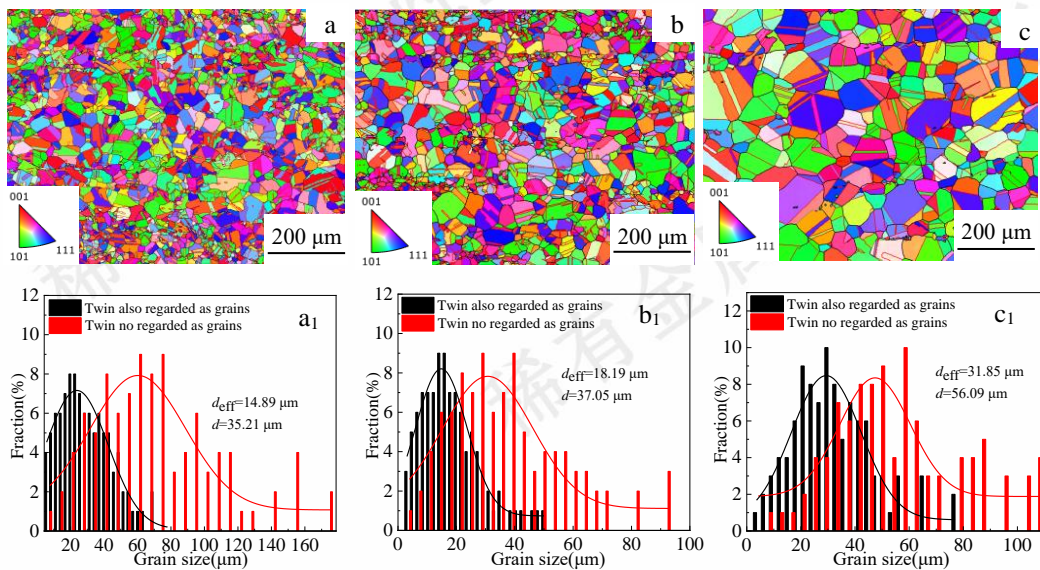 a
001
101
111
200 μm
b
001
101
111
200 μm
c
001
101
111
200 μm
12
10
8
6
4
2
0
Fraction(%)
Twin also regarded as grains
Twin no regarded as grains
a1
deff=14.89 μm
d=35.21 μm
20 40 60 80 100 120 140 160
Grain size(μm)
12
10
8
6
4
2
0
Fraction(%)
Twin also regarded as grains
Twin no regarded as grains
b1
deff=18.19 μm
d=37.05 μm
0 20 40 60 80 100
Grain size(μm)
12
10
8
6
4
2
0
Fraction(%)
Twin also regarded as grains
Twin no regarded as grains
c1
deff=31.85 μm
d=56.09 μm
0 20 40 60 80 100
Grain size(μm)
稀有金